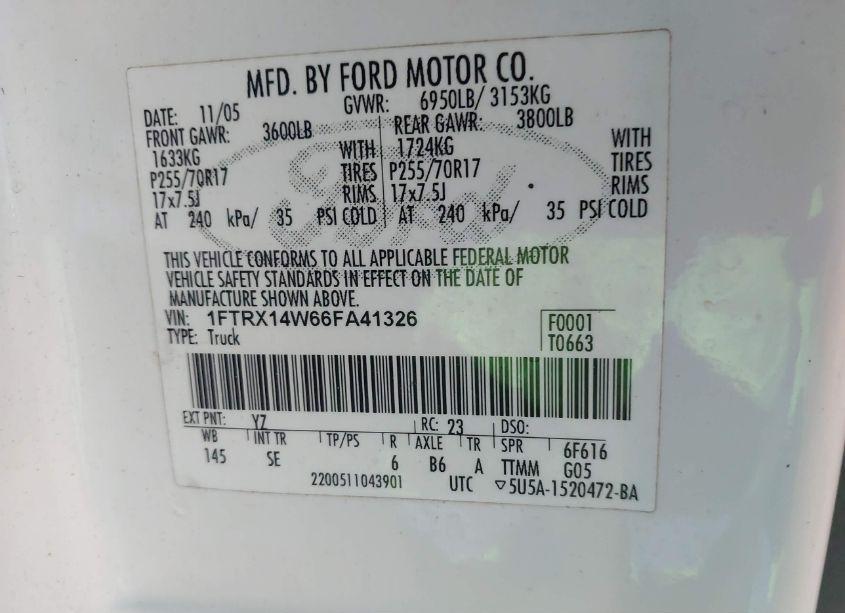 MFD. BY FORD MOTOR CO.
DATE: 11/05 GVWR: 6950LB/ 3153KG
FRONT GAWR: 3600LB REAR GAWR: 3800LB
1633KG WITH 1724KG WITH
P255/70R17 TIRES P255/70R17 TIRES
17x7.5J RIMS 17x7.5J RIMS
AT 240 kPa/ 35 PSI COLD AT 240 kPa/ 35 PSI COLD
Ford
THIS VEHICLE CONFORMS TO ALL APPLICABLE FEDERAL MOTOR
VEHICLE SAFETY STANDARDS IN EFFECT ON THE DATE OF
MANUFACTURE SHOWN ABOVE.
VIN: 1FTRX14W66FA41326 F0001
TYPE: Truck T0663
EXT PNT: YZ RC: 23 DSO:
WB INT TR TP/PS R AXLE TR SPR 6F616
145 SE 6 B6 A TTMM G05
2200511043901 UTC ▽5U5A-1520472-BA